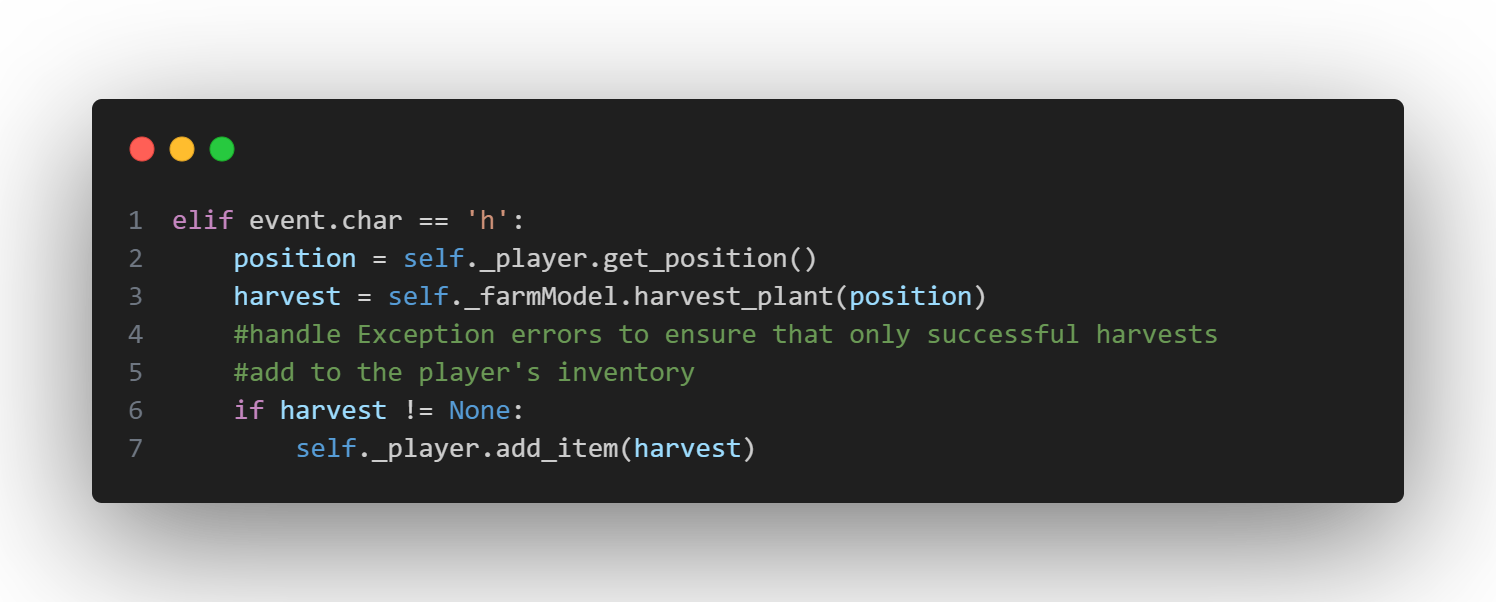 1 elif event.char == 'h':
2     position = self._player.get_position()
3     harvest = self._farmModel.harvest_plant(position)
4     #handle Exception errors to ensure that only successful harvests
5     #add to the player's inventory
6     if harvest != None:
7         self._player.add_item(harvest)